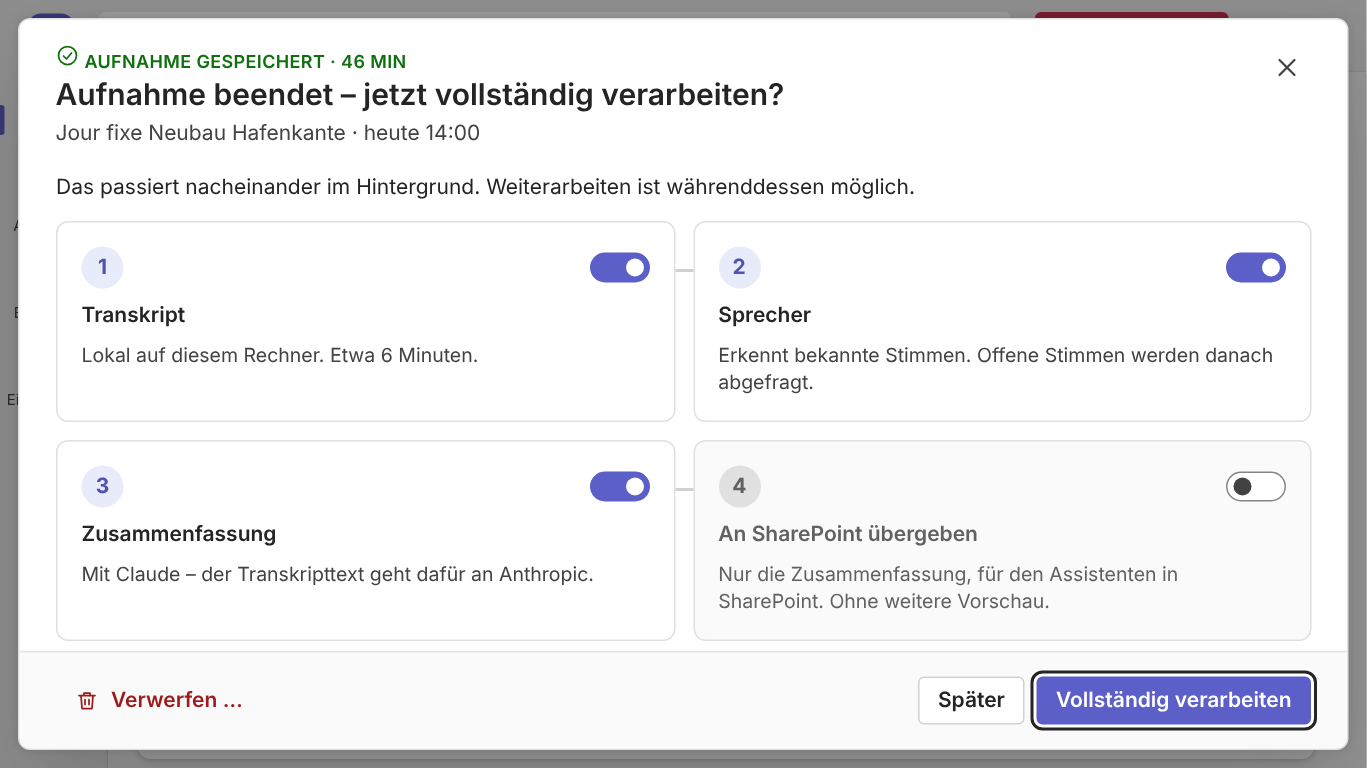 AUFNAHME GESPEICHERT · 46 MIN
Aufnahme beendet – jetzt vollständig verarbeiten?
Jour fixe Neubau Hafenkante · heute 14:00
Das passiert nacheinander im Hintergrund. Weiterarbeiten ist währenddessen möglich.
1
Transkript
Lokal auf diesem Rechner. Etwa 6 Minuten.
2
Sprecher
Erkennt bekannte Stimmen. Offene Stimmen werden danach
abgefragt.
3
Zusammenfassung
Mit Claude – der Transkripttext geht dafür an Anthropic.
4
An SharePoint übergeben
Nur die Zusammenfassung, für den Assistenten in
SharePoint. Ohne weitere Vorschau.
Verwerfen ...
Später
Vollständig verarbeiten